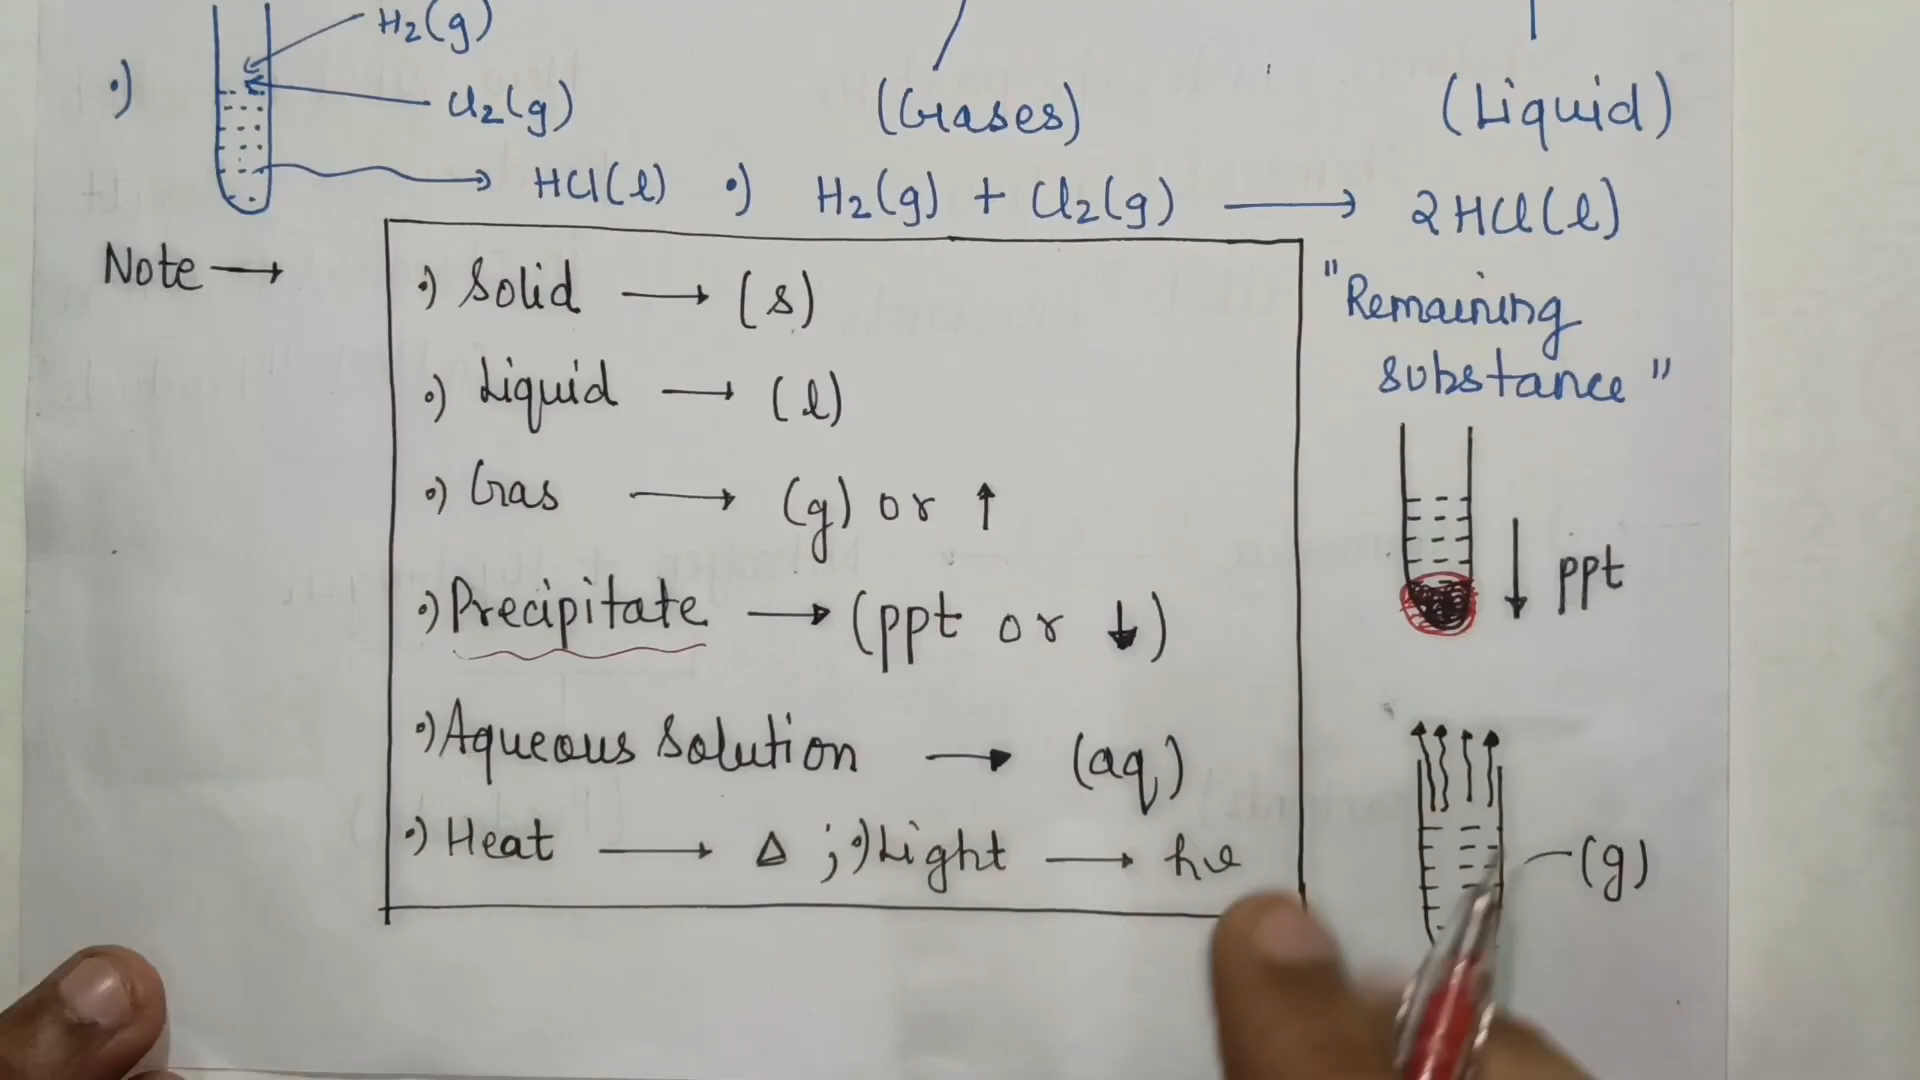 H₂(g)
•) Cl₂(g) (Gases) (Liquid)
HCl(l) •) H₂(g) + Cl₂(g) → 2HCl(l)
Note → •) Solid → (s)
"Remaining
substance"
•) Liquid → (l)
•) Gas → (g) or ↑
•) Precipitate → (ppt or ↓)
↓ ppt
•) Aqueous Solution → (aq)
•) Heat → Δ ; •) Light → hν
(g)